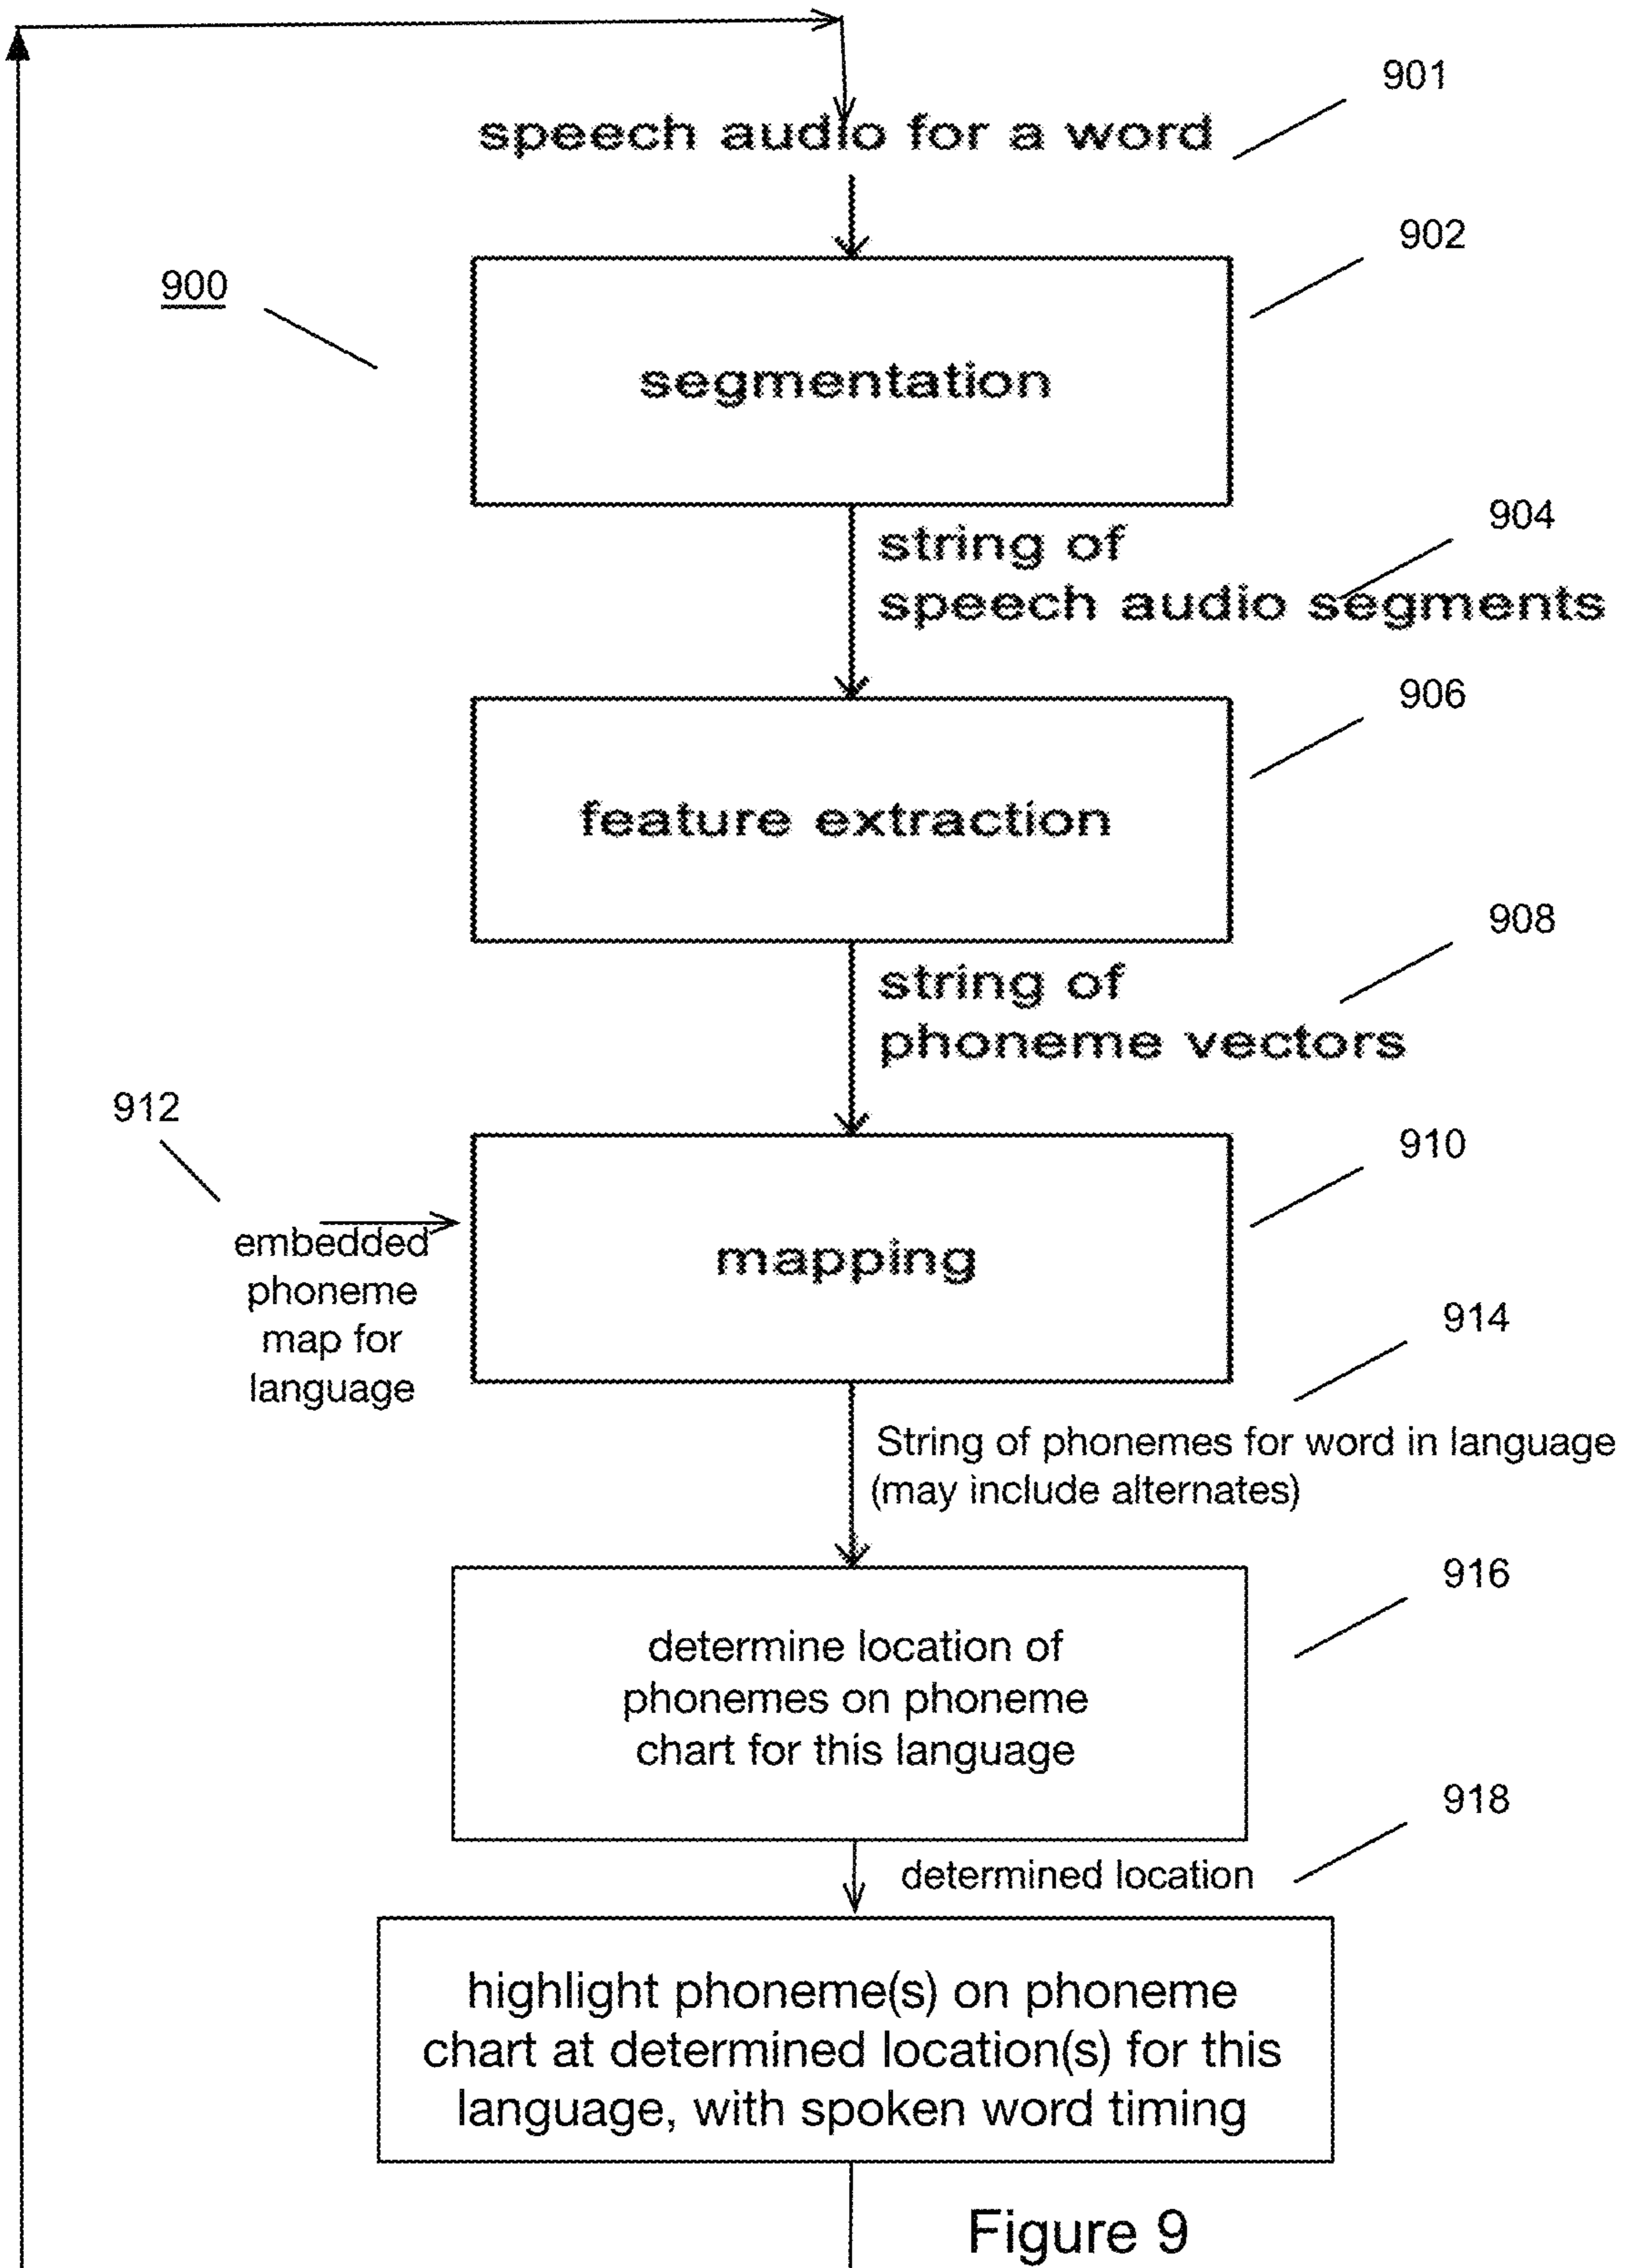 901
speech audio for a word
902
900
segmentation
904
string of
speech audio segments
906
feature extraction
908
string of
phoneme vectors
912
910
embedded
phoneme
map for
language
mapping
914
String of phonemes for word in language
(may include alternates)
916
determine location of
phonemes on phoneme
chart for this language
918
determined location
highlight phoneme(s) on phoneme
chart at determined location(s) for this
language, with spoken word timing
Figure 9